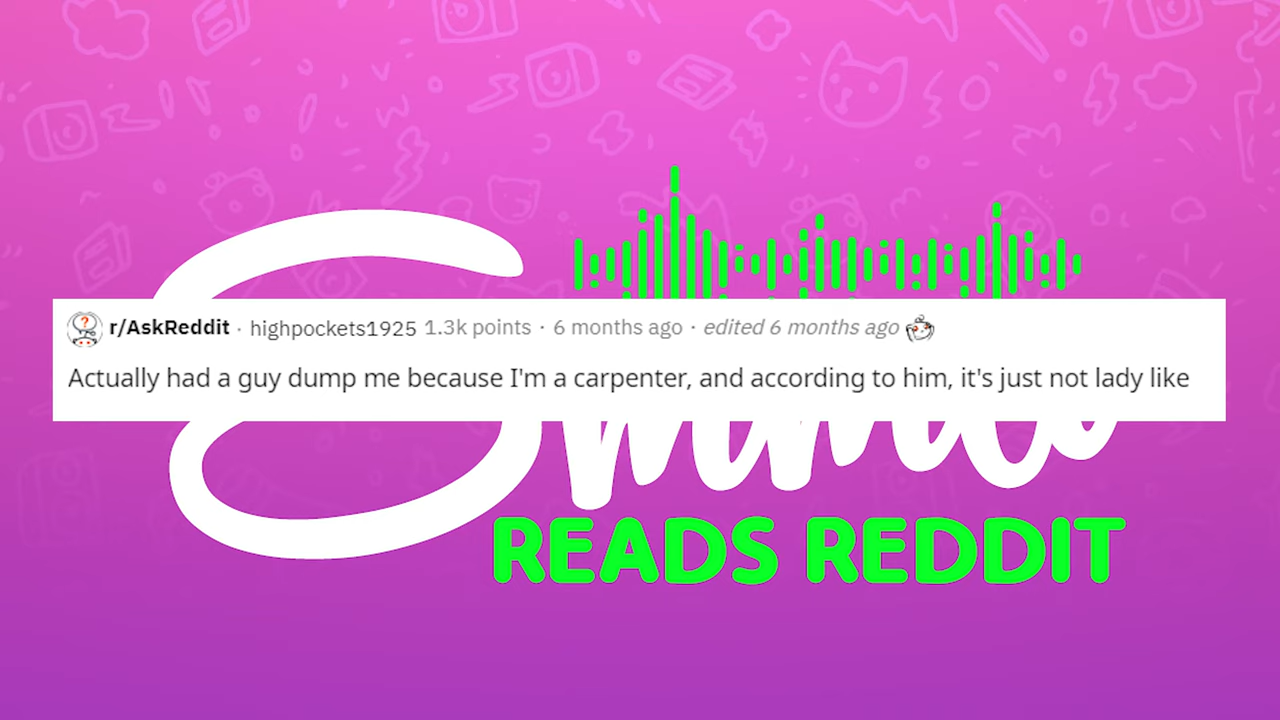 r/AskReddit · highpockets1925 1.3k points · 6 months ago · edited 6 months ago
Actually had a guy dump me because I'm a carpenter, and according to him, it's just not lady like
READS REDDIT